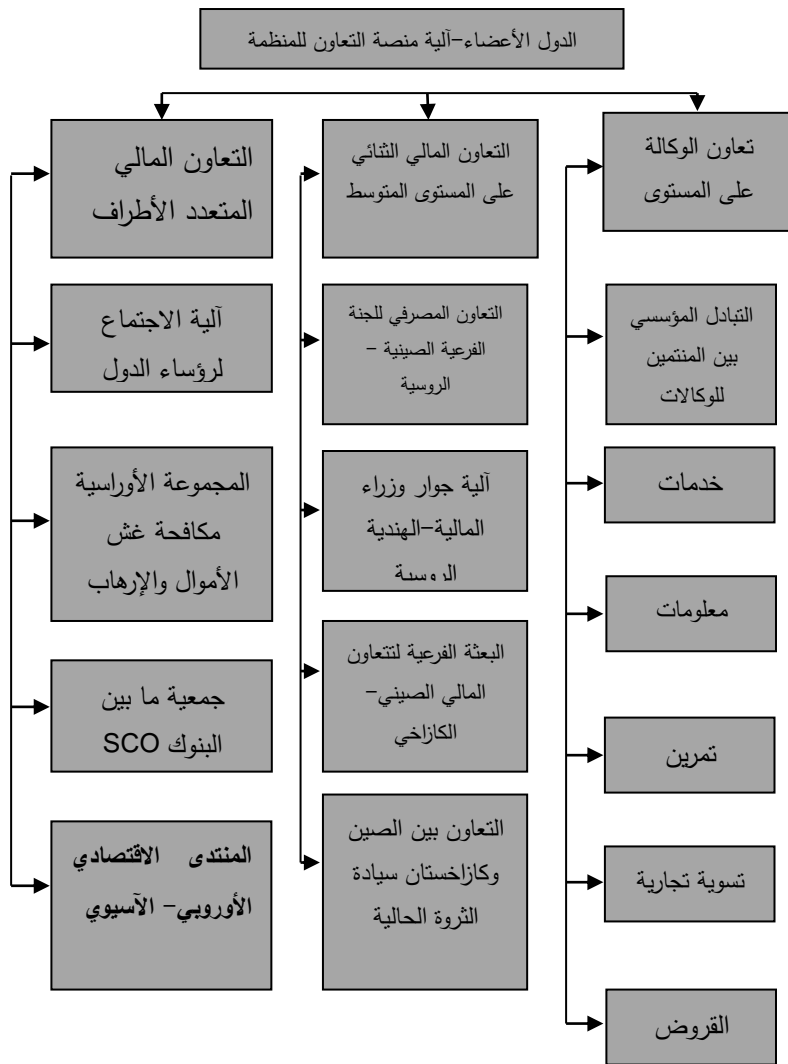 الدول الأعضاء–آلية منصة التعاون للمنظمة
تعاون الوكالة
على المستوى
التبادل المؤسسي
بين المنتمين
للوكالات
خدمات
معلومات
تمرين
تسوية تجارية
القروض
التعاون المالي الثنائي
على المستوى المتوسط
التعاون المصرفي للجنة
الفرعية الصينية –
الروسية
آلية جوار وزراء
المالية–الهندية
الروسية
البعثة الفرعية لتتعاون
المالي الصيني–
الكازاخي
التعاون بين الصين
وكازاخستان سيادة
الثروة الحالية
التعاون المالي
المتعدد الأطراف
آلية الاجتماع
لرؤساء الدول
المجموعة الأوراسية
مكافحة غش
الأموال والإرهاب
جمعية ما بين
البنوك SCO
المنتدى الاقتصادي
الأوروبي– الآسيوي